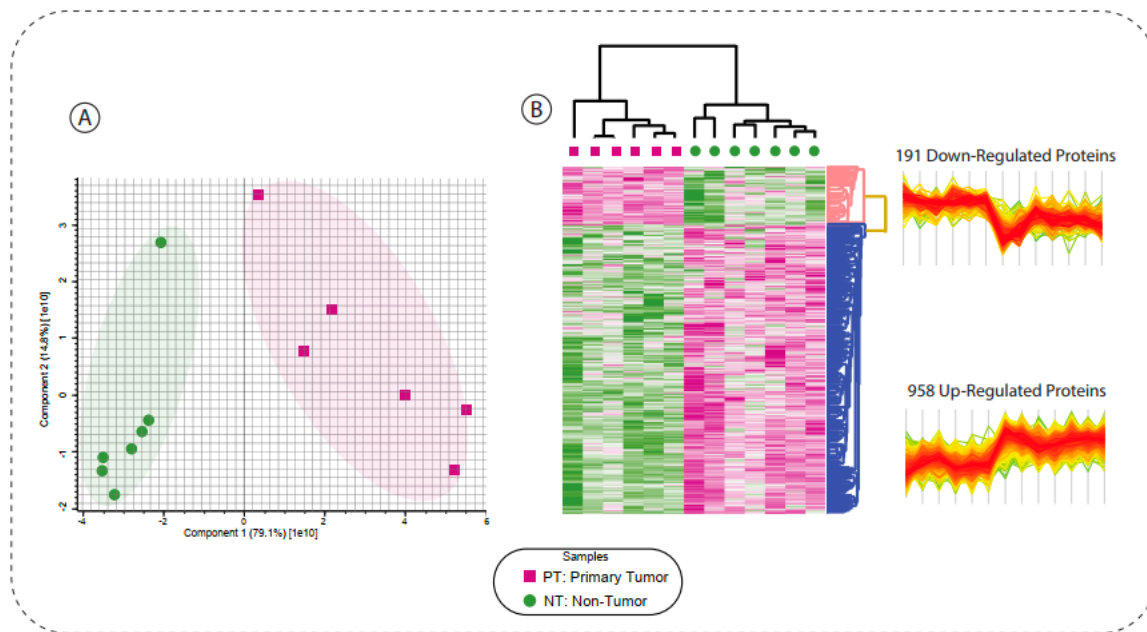 A
B
191 Down-Regulated Proteins
958 Up-Regulated Proteins
Component 2 (14.8%) [1e10]
3
2
1
0
-1
-2
-4
-2
0
2
4
6
Component 1 (79.1%) [1e10]
Samples
PT: Primary Tumor
NT: Non-Tumor